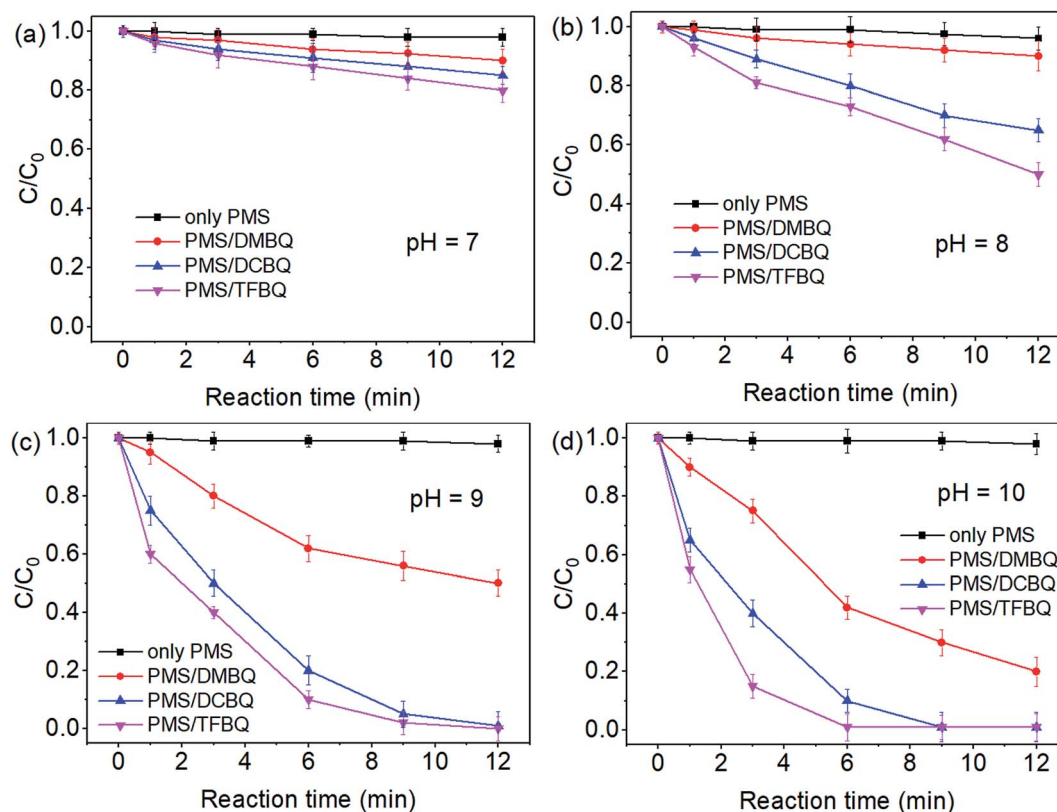 (a)
1.0
0.8
0.6
0.4
0.2
0.0
C/C0
only PMS
PMS/DMBQ
PMS/DCBQ
PMS/TFBQ
pH = 7
0 2 4 6 8 10 12
Reaction time (min)
(b)
1.0
0.8
0.6
0.4
0.2
0.0
C/C0
only PMS
PMS/DMBQ
PMS/DCBQ
PMS/TFBQ
pH = 8
0 2 4 6 8 10 12
Reaction time (min)
(c)
1.0
0.8
0.6
0.4
0.2
0.0
C/C0
pH = 9
only PMS
PMS/DMBQ
PMS/DCBQ
PMS/TFBQ
0 2 4 6 8 10 12
Reaction time (min)
(d)
1.0
0.8
0.6
0.4
0.2
0.0
C/C0
pH = 10
only PMS
PMS/DMBQ
PMS/DCBQ
PMS/TFBQ
0 2 4 6 8 10 12
Reaction time (min)